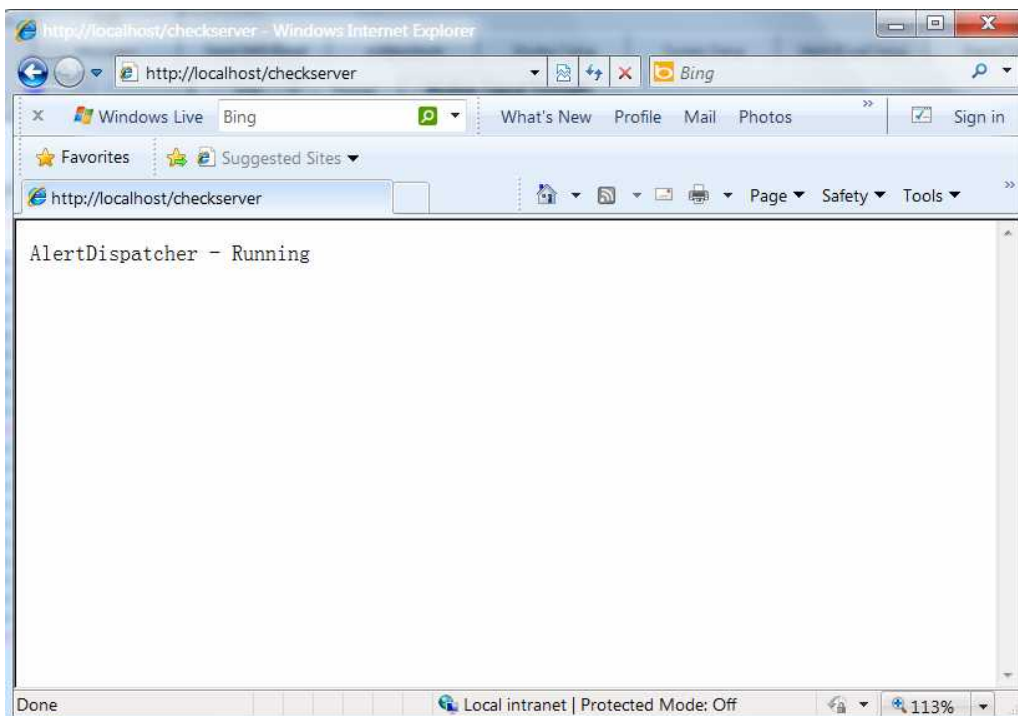 http://localhost/checkserver - Windows Internet Explorer
http://localhost/checkserver
Bing
Windows Live
Bing
What's New
Profile
Mail
Photos
Sign in
Favorites
Suggested Sites
http://localhost/checkserver
Page
Safety
Tools
AlertDispatcher - Running
Done
Local intranet | Protected Mode: Off
113%